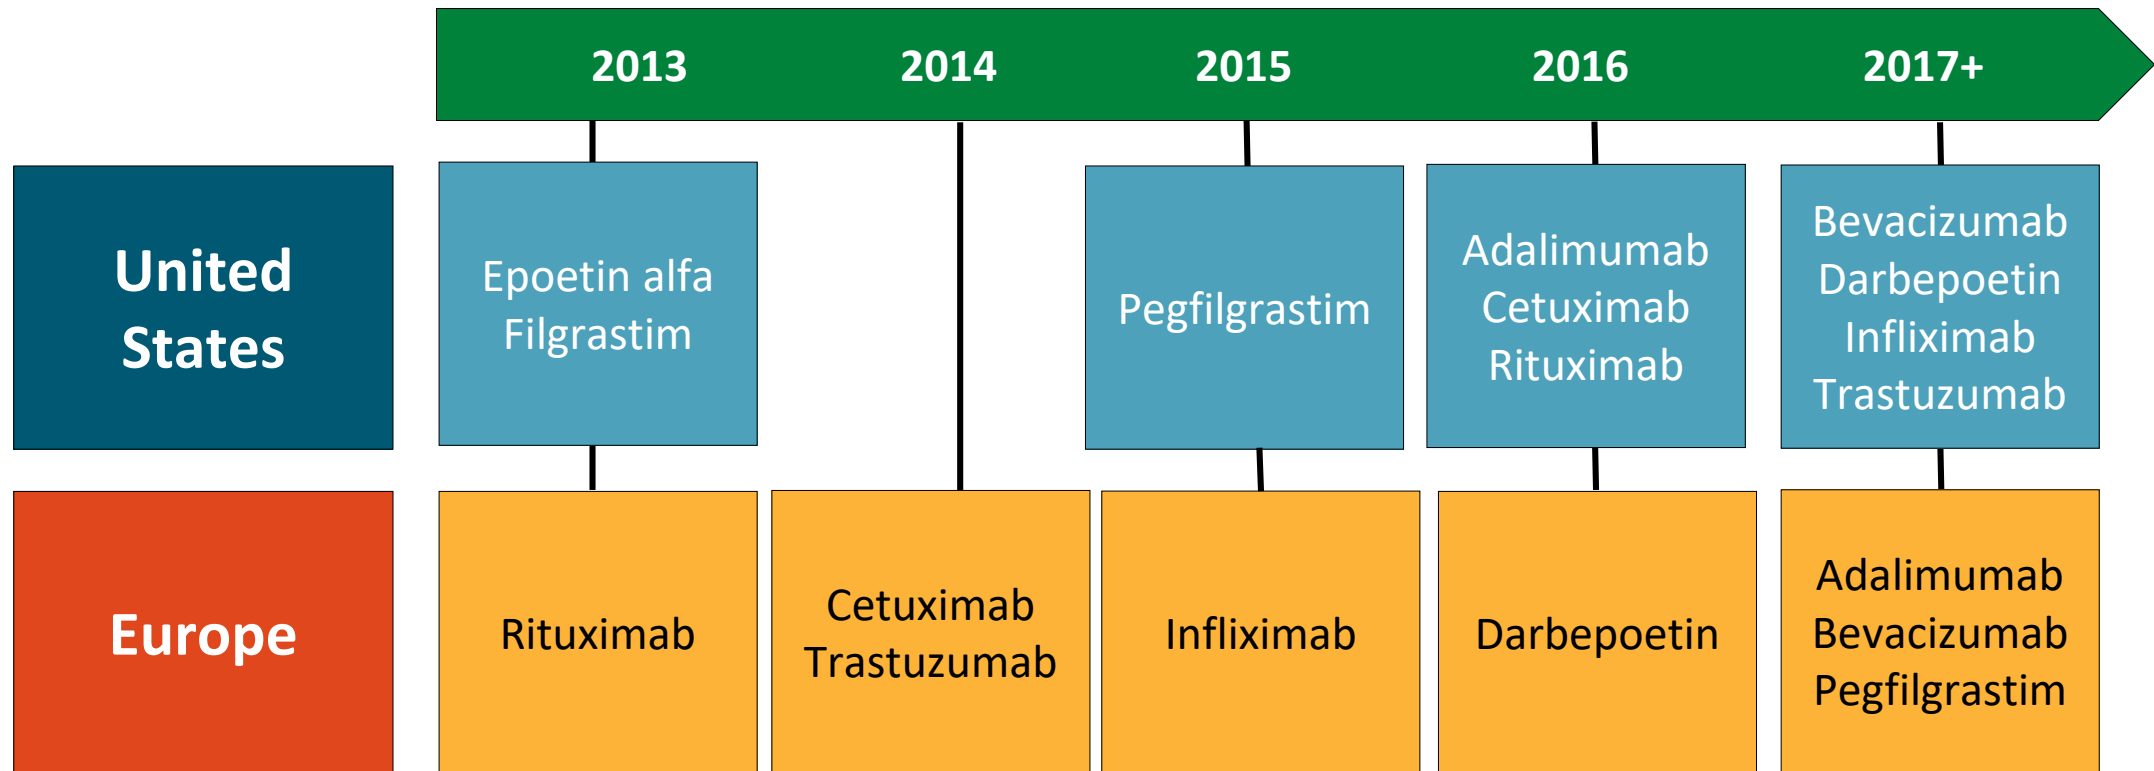 2013
2014
2015
2016
2017+
United
States
Epoetin alfa
Filgrastim
Pegfilgrastim
Adalimumab
Cetuximab
Rituximab
Bevacizumab
Darbepoetin
Infliximab
Trastuzumab
Europe
Rituximab
Cetuximab
Trastuzumab
Infliximab
Darbepoetin
Adalimumab
Bevacizumab
Pegfilgrastim